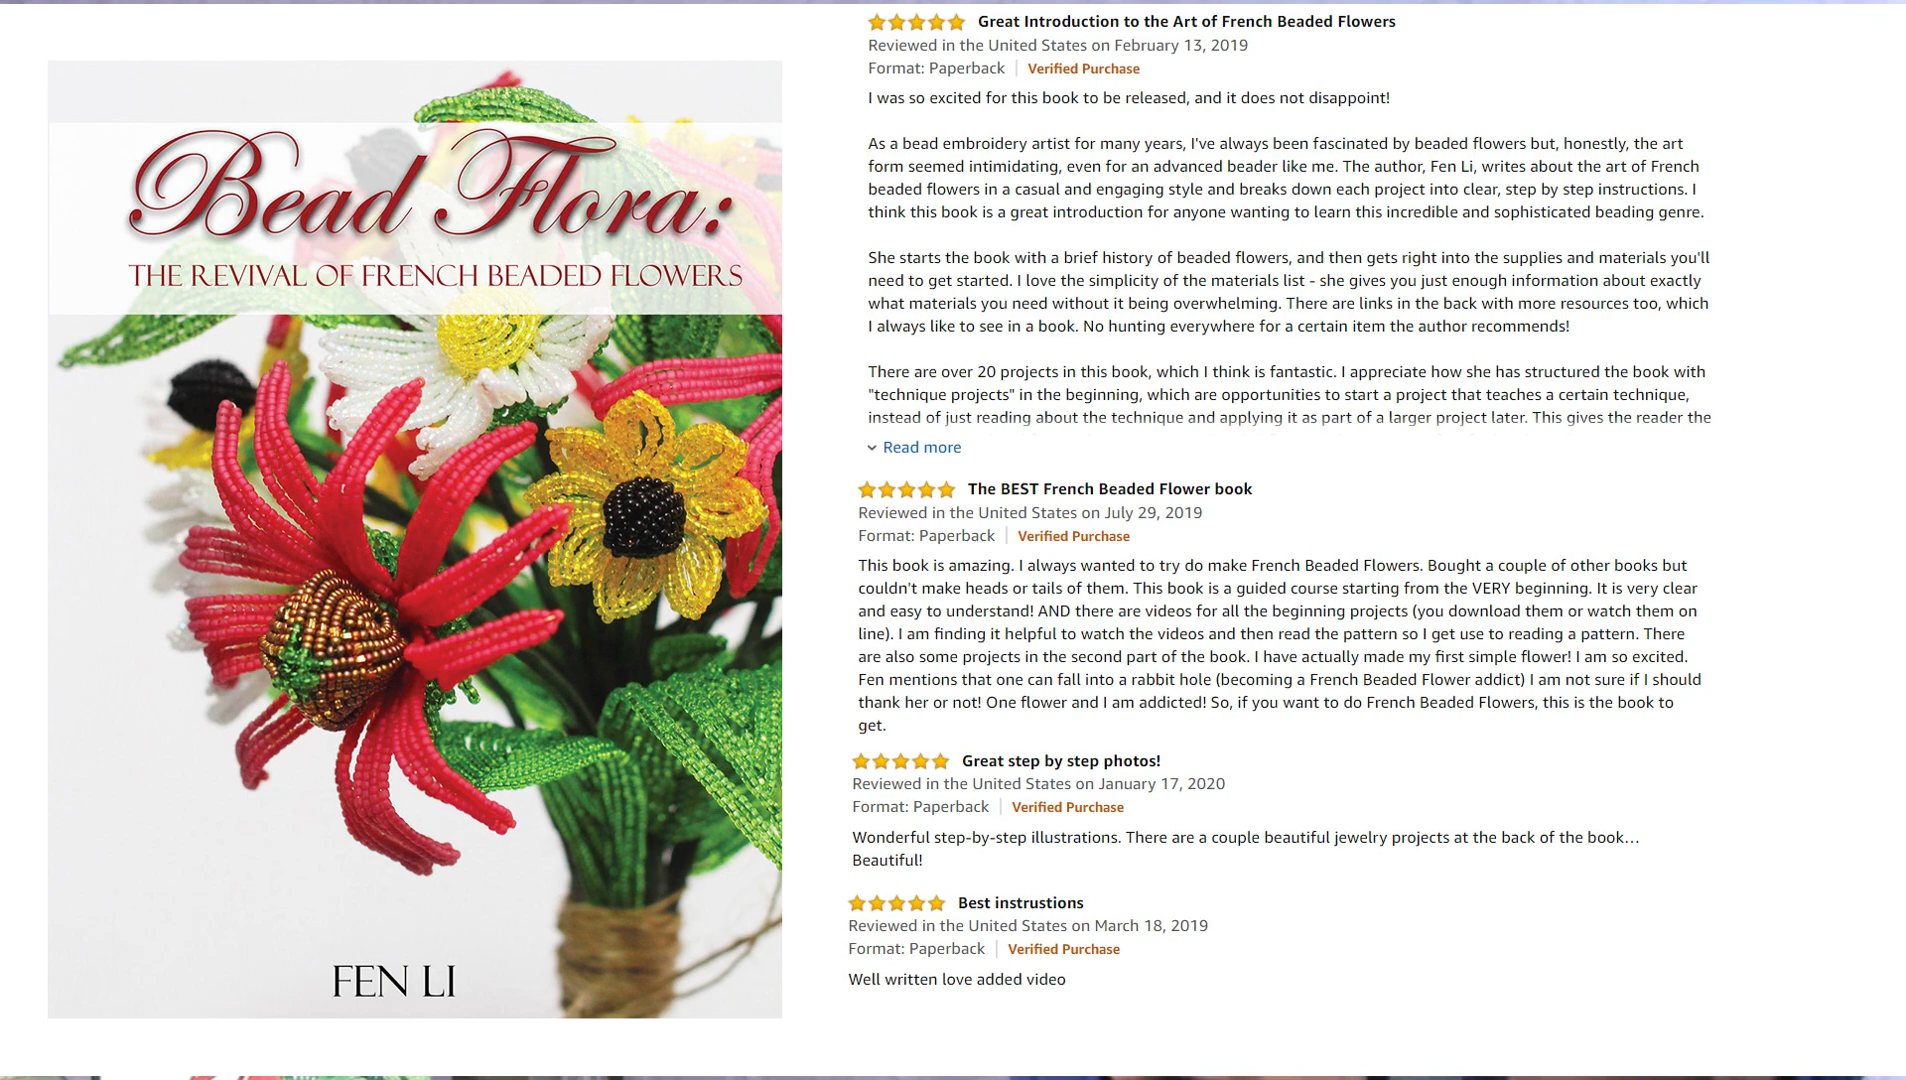 Bead Flora:
THE REVIVAL OF FRENCH BEADED FLOWERS
FEN LI
Great Introduction to the Art of French Beaded Flowers
Reviewed in the United States on February 13, 2019
Format: Paperback | Verified Purchase
I was so excited for this book to be released, and it does not disappoint!
As a bead embroidery artist for many years, I've always been fascinated by beaded flowers but, honestly, the art
form seemed intimidating, even for an advanced beader like me. The author, Fen Li, writes about the art of French
beaded flowers in a casual and engaging style and breaks down each project into clear, step by step instructions. I
think this book is a great introduction for anyone wanting to learn this incredible and sophisticated beading genre.
She starts the book with a brief history of beaded flowers, and then gets right into the supplies and materials you'll
need to get started. I love the simplicity of the materials list - she gives you just enough information about exactly
what materials you need without it being overwhelming. There are links in the back with more resources too, which
I always like to see in a book. No hunting everywhere for a certain item the author recommends!
There are over 20 projects in this book, which I think is fantastic. I appreciate how she has structured the book with
"technique projects" in the beginning, which are opportunities to start a project that teaches a certain technique,
instead of just reading about the technique and applying it as part of a larger project later. This gives the reader the
Read more
The BEST French Beaded Flower book
Reviewed in the United States on July 29, 2019
Format: Paperback | Verified Purchase
This book is amazing. I always wanted to try do make French Beaded Flowers. Bought a couple of other books but
couldn't make heads or tails of them. This book is a guided course starting from the VERY beginning. It is very clear
and easy to understand! AND there are videos for all the beginning projects (you download them or watch them on
line). I am finding it helpful to watch the videos and then read the pattern so I get use to reading a pattern. There
are also some projects in the second part of the book. I have actually made my first simple flower! I am so excited.
Fen mentions that one can fall into a rabbit hole (becoming a French Beaded Flower addict) I am not sure if I should
thank her or not! One flower and I am addicted! So, if you want to do French Beaded Flowers, this is the book to
get.
Great step by step photos!
Reviewed in the United States on January 17, 2020
Format: Paperback | Verified Purchase
Wonderful step-by-step illustrations. There are a couple beautiful jewelry projects at the back of the book…
Beautiful!
Best instrustions
Reviewed in the United States on March 18, 2019
Format: Paperback | Verified Purchase
Well written love added video